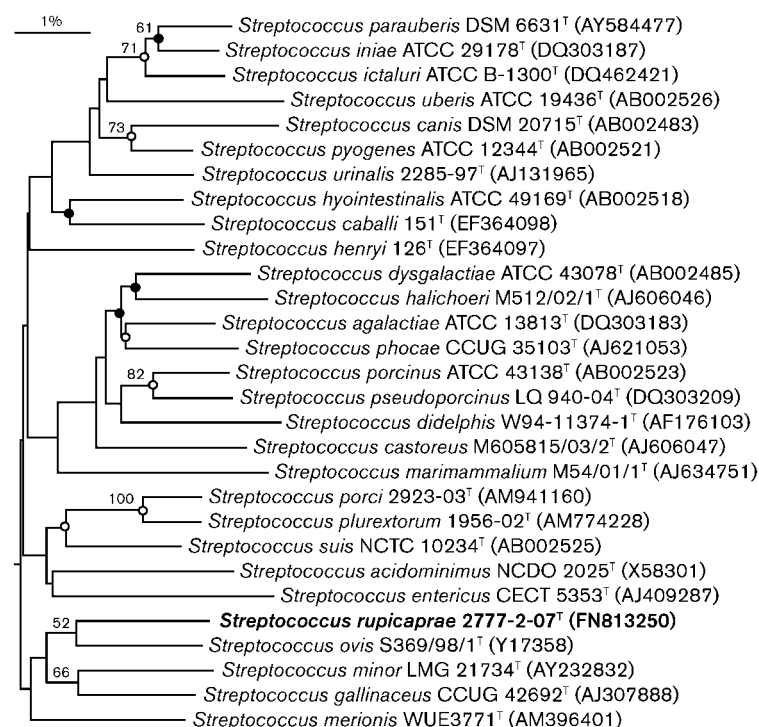 1%
61
Streptococcus parauberis DSM 6631ᵀ (AY584477)
71
Streptococcus iniae ATCC 29178ᵀ (DQ303187)
Streptococcus ictaluri ATCC B-1300ᵀ (DQ462421)
Streptococcus uberis ATCC 19436ᵀ (AB002526)
73
Streptococcus canis DSM 20715ᵀ (AB002483)
Streptococcus pyogenes ATCC 12344ᵀ (AB002521)
Streptococcus urinalis 2285-97ᵀ (AJ131965)
Streptococcus hyointestinalis ATCC 49169ᵀ (AB002518)
Streptococcus caballi 151ᵀ (EF364098)
Streptococcus henryi 126ᵀ (EF364097)
Streptococcus dysgalactiae ATCC 43078ᵀ (AB002485)
Streptococcus halichoeri M512/02/1ᵀ (AJ606046)
Streptococcus agalactiae ATCC 13813ᵀ (DQ303183)
Streptococcus phocae CCUG 35103ᵀ (AJ621053)
82
Streptococcus porcinus ATCC 43138ᵀ (AB002523)
Streptococcus pseudoporcinus LQ 940-04ᵀ (DQ303209)
Streptococcus didelphis W94-11374-1ᵀ (AF176103)
Streptococcus castoreus M605815/03/2ᵀ (AJ606047)
Streptococcus marimammalium M54/01/1ᵀ (AJ634751)
100
Streptococcus porci 2923-03ᵀ (AM941160)
Streptococcus plurextorum 1956-02ᵀ (AM774228)
Streptococcus suis NCTC 10234ᵀ (AB002525)
Streptococcus acidominimus NCDO 2025ᵀ (X58301)
Streptococcus entericus CECT 5353ᵀ (AJ409287)
52
Streptococcus rupicaprae 2777-2-07ᵀ (FN813250)
Streptococcus ovis S369/98/1ᵀ (Y17358)
66
Streptococcus minor LMG 21734ᵀ (AY232832)
Streptococcus gallinaceus CCUG 42692ᵀ (AJ307888)
Streptococcus merionis WUE3771ᵀ (AM396401)